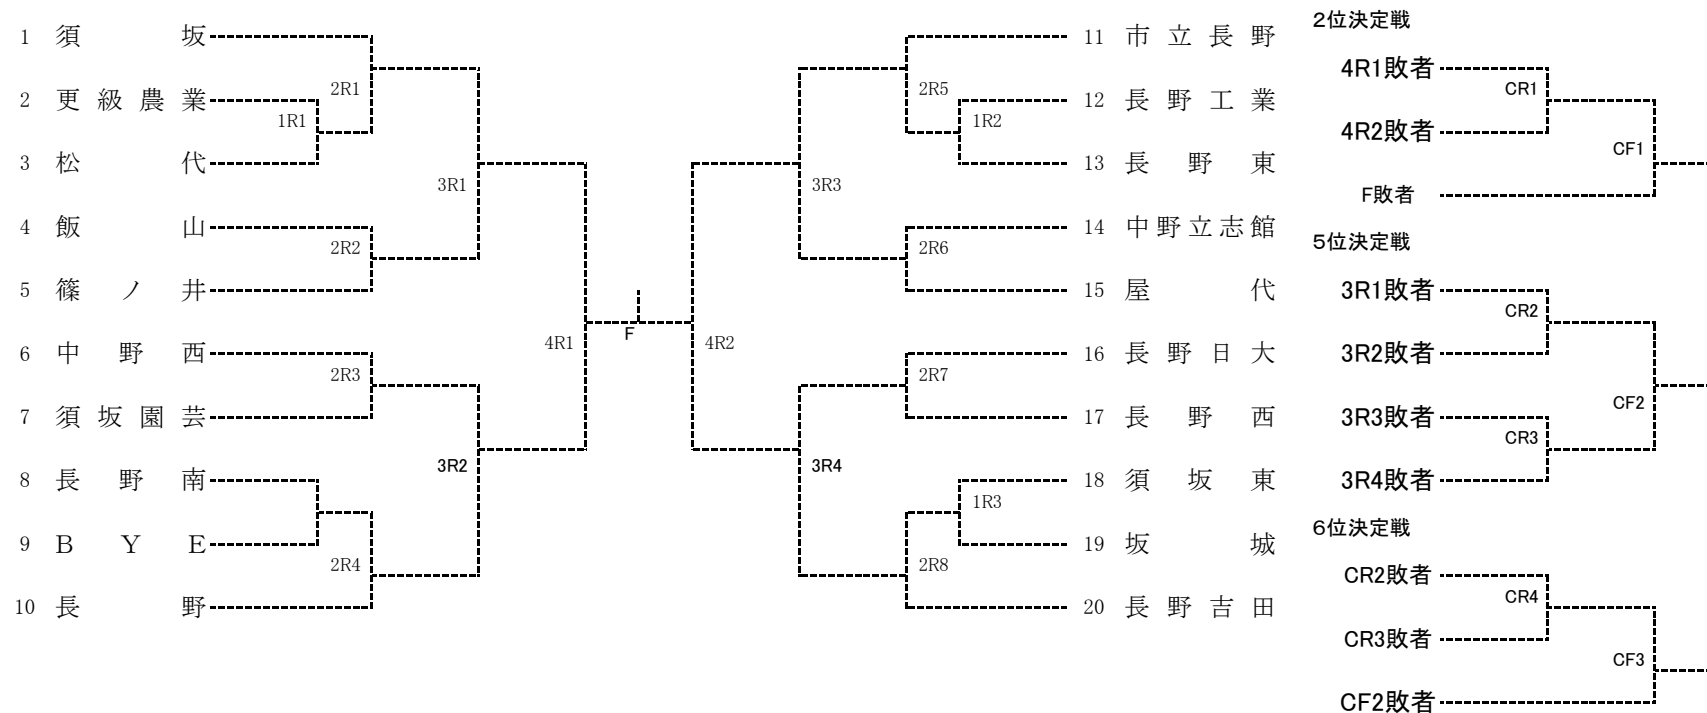 1 須坂
2 更級農業
3 松代
4 飯山
5 篠ノ井
6 中野西
7 須坂園芸
8 長野南
9 BYE
10 長野
1R1
2R1
2R2
2R3
2R4
3R1
3R2
4R1
F
4R2
3R3
3R4
2R5
2R6
2R7
2R8
1R2
1R3
11 市立長野
12 長野工業
13 長野東
14 中野立志館
15 屋代
16 長野日大
17 長野西
18 須坂東
19 坂城
20 長野吉田
2位決定戦
4R1敗者
CR1
4R2敗者
CF1
F敗者
5位決定戦
3R1敗者
CR2
3R2敗者
CF2
3R3敗者
CR3
3R4敗者
6位決定戦
CR2敗者
CR4
CR3敗者
CF3
CF2敗者